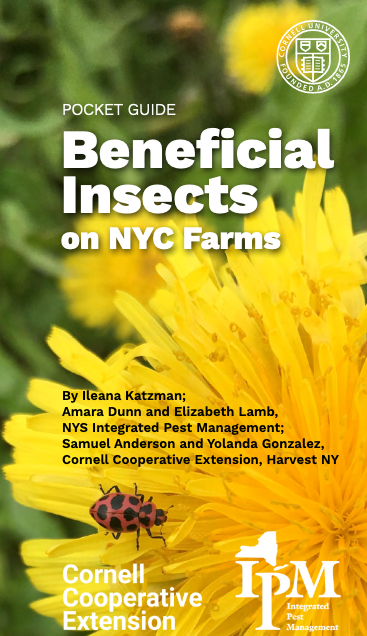 CORNELL UNIVERSITY
FOUNDED A.D. 1865
POCKET GUIDE
Beneficial
Insects
on NYC Farms
By Ileana Katzman;
Amara Dunn and Elizabeth Lamb,
NYS Integrated Pest Management;
Samuel Anderson and Yolanda Gonzalez,
Cornell Cooperative Extension, Harvest NY
Cornell
Cooperative
Extension
IPM
Integrated
Pest
Management